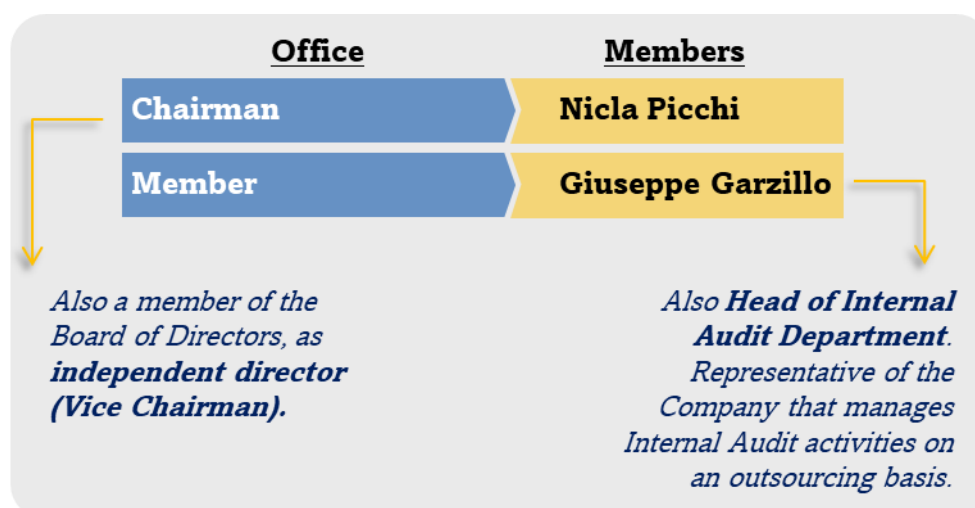 Office Members
Chairman Nicla Picchi
Member Giuseppe Garzillo
Also a member of the
Board of Directors, as
independent director
(Vice Chairman).
Also Head of Internal
Audit Department.
Representative of the
Company that manages
Internal Audit activities on
an outsourcing basis.